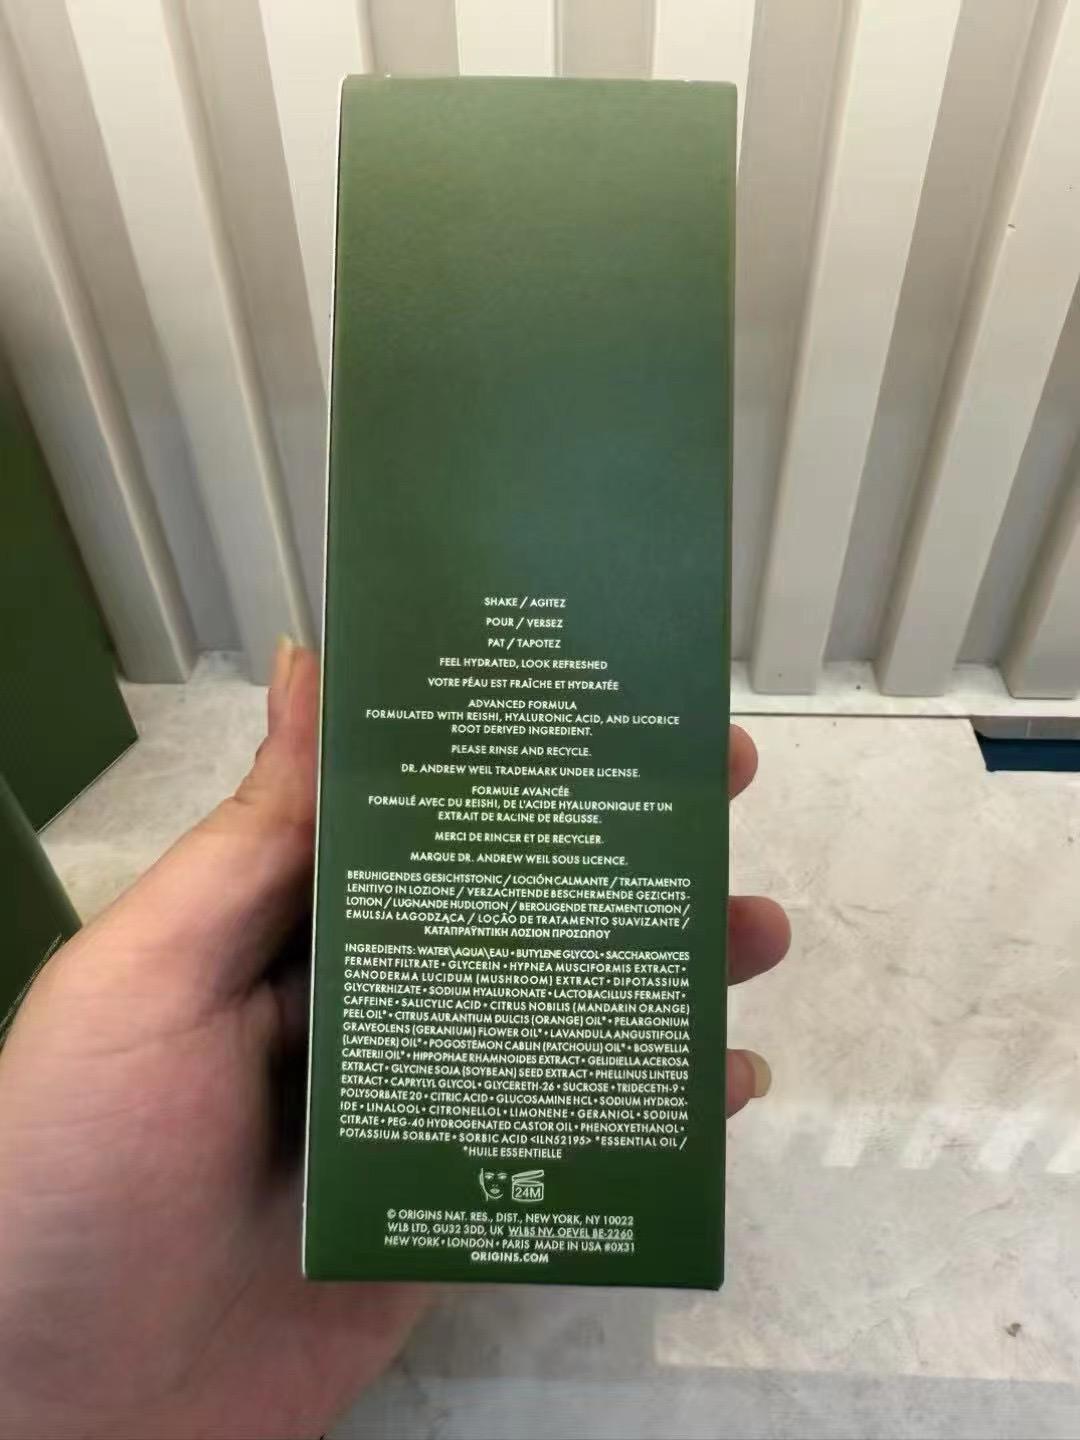 SHAKE / AGITEZ
POUR / VERSEZ
PAT / TAPOTEZ
FEEL HYDRATED, LOOK REFRESHED
VOTRE PÉAU EST FRAÎCHE ET HYDRATÉE
ADVANCED FORMULA
FORMULATED WITH REISHI, HYALURONIC ACID, AND LICORICE
ROOT DERIVED INGREDIENT.
PLEASE RINSE AND RECYCLE.
DR. ANDREW WEIL TRADEMARK UNDER LICENSE.
FORMULE AVANCÉE
FORMULÉ AVEC DU REISHI, DE L'ACIDE HYALURONIQUE ET UN
EXTRAIT DE RACINE DE RÉGLISSE.
MERCI DE RINCER ET DE RECYCLER.
MARQUE DR. ANDREW WEIL SOUS LICENCE.
BERUHIGENDES GESICHTSTONIC / LOCIÓN CALMANTE / TRATTAMENTO
LENITIVO IN LOZIONE / VERZACHTENDE BESCHERMENDE GEZICHTS-
LOTION / LUGNANDE HUDLOTION / BEROLIGENDE TREATMENT LOTION /
EMULSJA ŁAGODZĄCA / LOÇÃO DE TRATAMENTO SUAVIZANTE /
ΚΑΤΑΠΡΑΫΝΤΙΚΗ ΛΟΣΙΟΝ ΠΡΟΣΩΠΟΥ
INGREDIENTS: WATER\AQUA\EAU • BUTYLENE GLYCOL • SACCHAROMYCES
FERMENT FILTRATE • GLYCERIN • HYPNEA MUSCIFORMIS EXTRACT •
GANODERMA LUCIDUM (MUSHROOM) EXTRACT • DIPOTASSIUM
GLYCYRRHIZATE • SODIUM HYALURONATE • LACTOBACILLUS FERMENT •
CAFFEINE • SALICYLIC ACID • CITRUS NOBILIS (MANDARIN ORANGE)
PEEL OIL* • CITRUS AURANTIUM DULCIS (ORANGE) OIL* • PELARGONIUM
GRAVEOLENS (GERANIUM) FLOWER OIL* • LAVANDULA ANGUSTIFOLIA
(LAVENDER) OIL* • POGOSTEMON CABLIN (PATCHOULI) OIL* • BOSWELLIA
CARTERII OIL* • HIPPOPHAE RHAMNOIDES EXTRACT • GELIDIELLA ACEROSA
EXTRACT • GLYCINE SOJA (SOYBEAN) SEED EXTRACT • PHELLINUS LINTEUS
EXTRACT • CAPRYLYL GLYCOL • GLYCERETH-26 • SUCROSE • TRIDECETH-9 •
POLYSORBATE 20 • CITRIC ACID • GLUCOSAMINE HCL • SODIUM HYDROX-
IDE • LINALOOL • CITRONELLOL • LIMONENE • GERANIOL • SODIUM
CITRATE • PEG-40 HYDROGENATED CASTOR OIL • PHENOXYETHANOL •
POTASSIUM SORBATE • SORBIC ACID <ILN52195> *ESSENTIAL OIL /
*HUILE ESSENTIELLE
24M
© ORIGINS NAT. RES., DIST., NEW YORK, NY 10022
WLB LTD, GU32 3DD, UK WLBS NV. OEVEL BE-2260
NEW YORK • LONDON • PARIS MADE IN USA #0X31
ORIGINS.COM